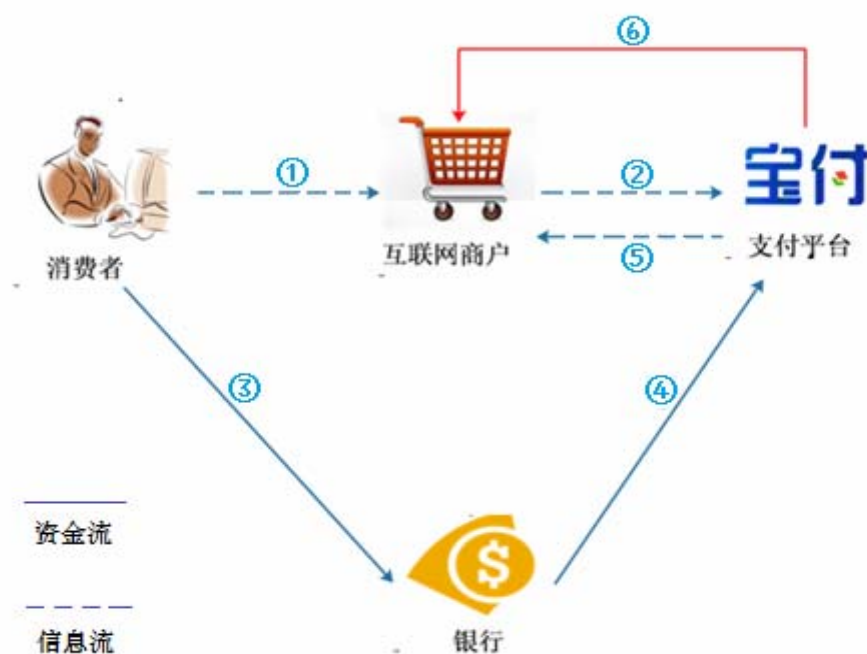 ⑥
宝付
①
②
互联网商户
⑤
支付平台
消费者
③
④
资金流
$
银行
信息流